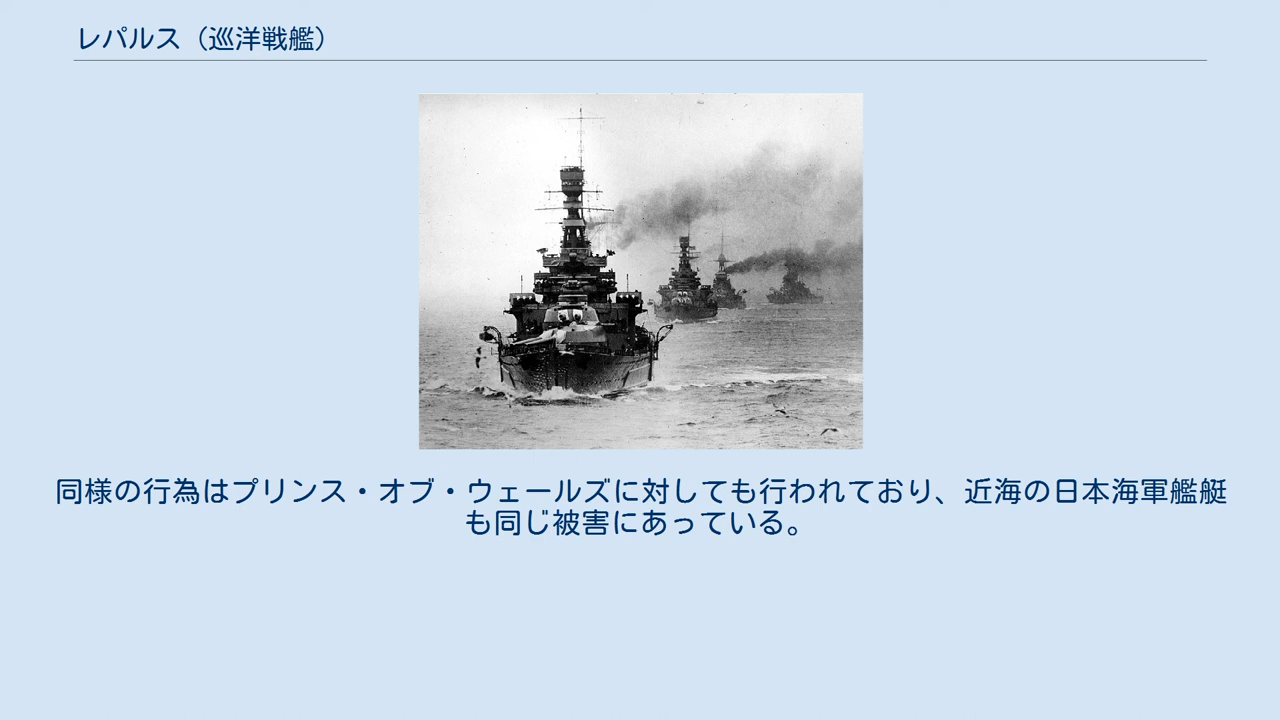 レパルス（巡洋戦艦）
同様の行為はプリンス・オブ・ウェールズに対しても行われており、近海の日本海軍艦艇
も同じ被害にあっている。